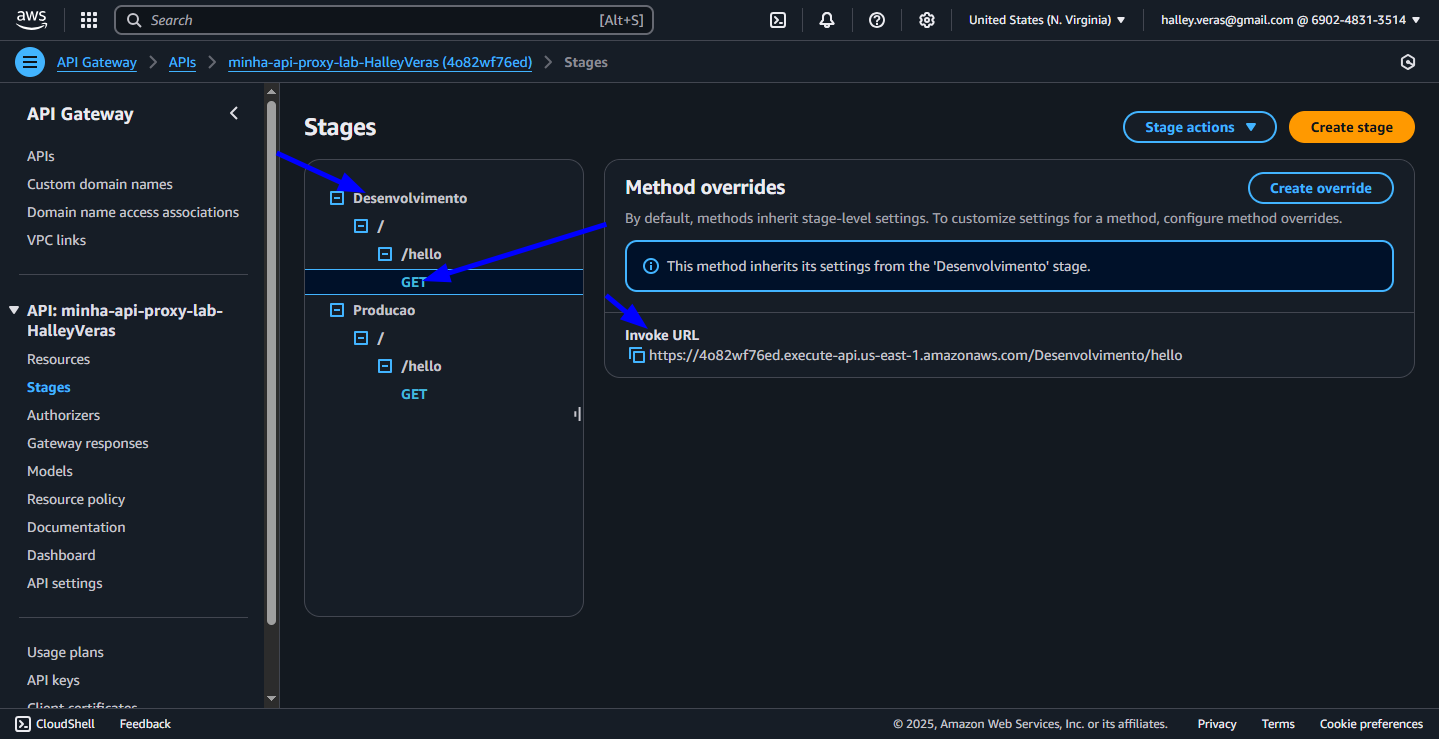 aws
Search
[Alt+S]
United States (N. Virginia)
halley.veras@gmail.com @ 6902-4831-3514
API Gateway
APIs
minha-api-proxy-lab-HalleyVeras (4o82wf76ed)
Stages
API Gateway
APIs
Custom domain names
Domain name access associations
VPC links
API: minha-api-proxy-lab-
HalleyVeras
Resources
Stages
Authorizers
Gateway responses
Models
Resource policy
Documentation
Dashboard
API settings
Usage plans
API keys
Client certificates
Stages
Stage actions
Create stage
Desenvolvimento
/
/hello
GET
Producao
/
/hello
GET
Method overrides
Create override
By default, methods inherit stage-level settings. To customize settings for a method, configure method overrides.
This method inherits its settings from the 'Desenvolvimento' stage.
Invoke URL
https://4o82wf76ed.execute-api.us-east-1.amazonaws.com/Desenvolvimento/hello
CloudShell
Feedback
© 2025, Amazon Web Services, Inc. or its affiliates.
Privacy
Terms
Cookie preferences